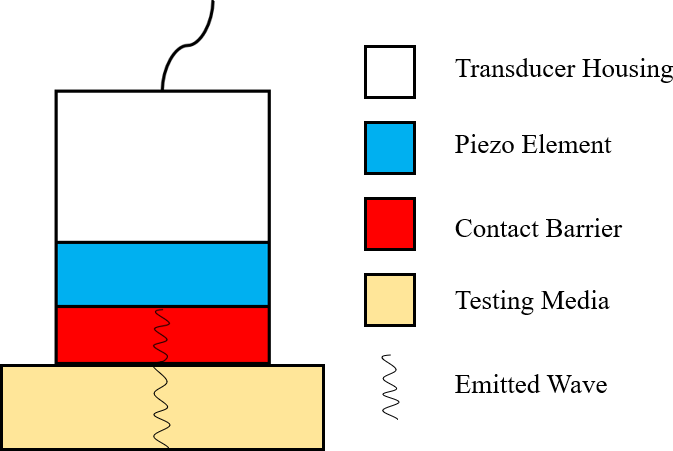 Transducer Housing
Piezo Element
Contact Barrier
Testing Media
Emitted Wave